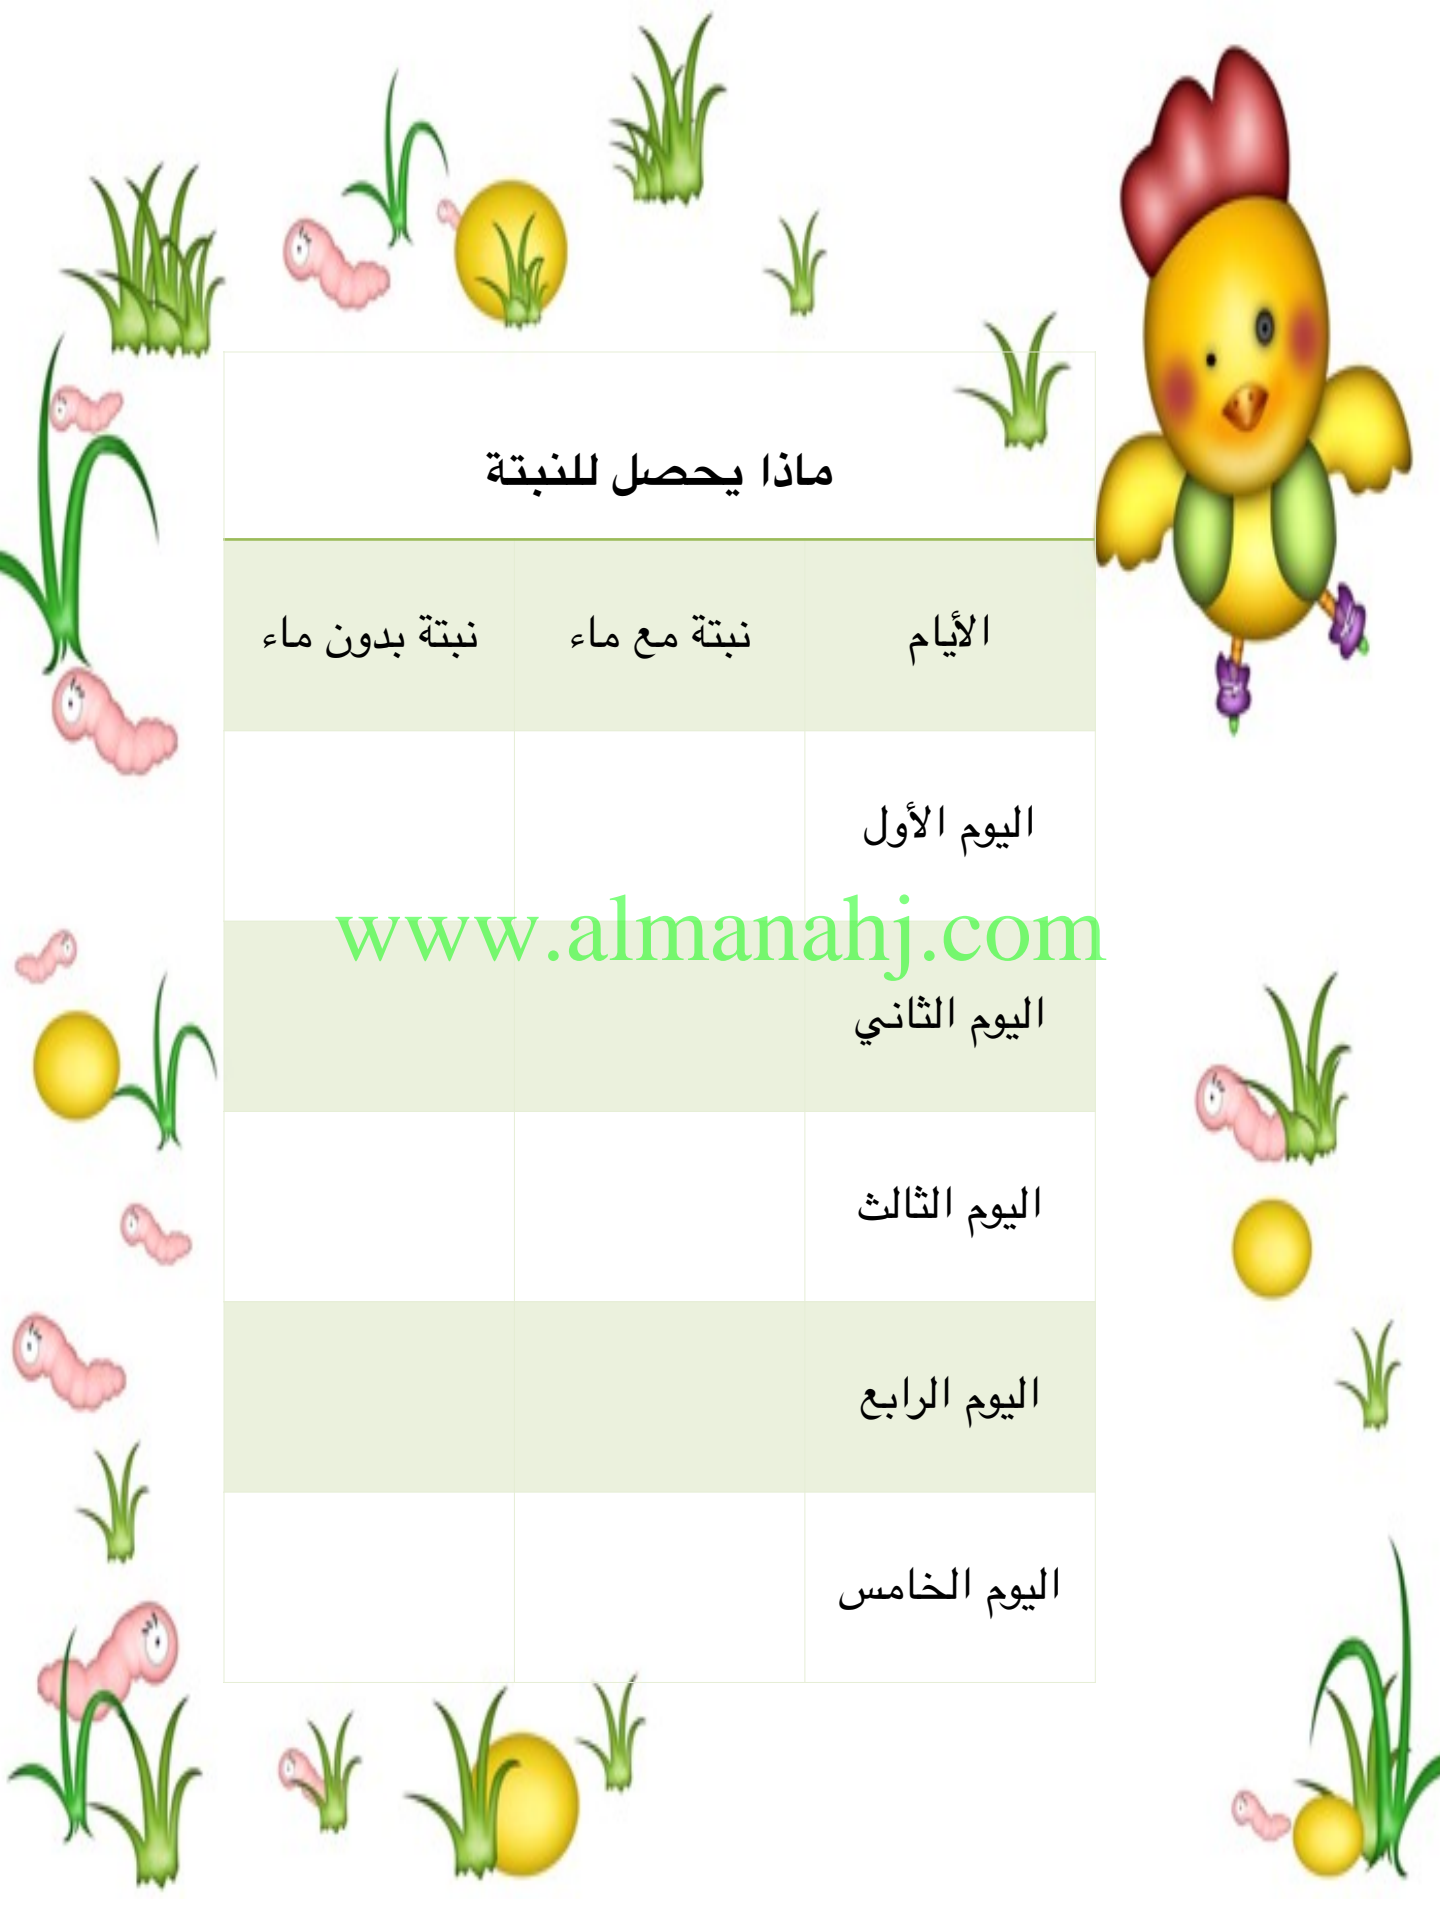 ماذا يحصل للنبتة
الأيام نبتة مع ماء نبتة بدون ماء
اليوم الأول
www.almanahj.com
اليوم الثاني
اليوم الثالث
اليوم الرابع
اليوم الخامس